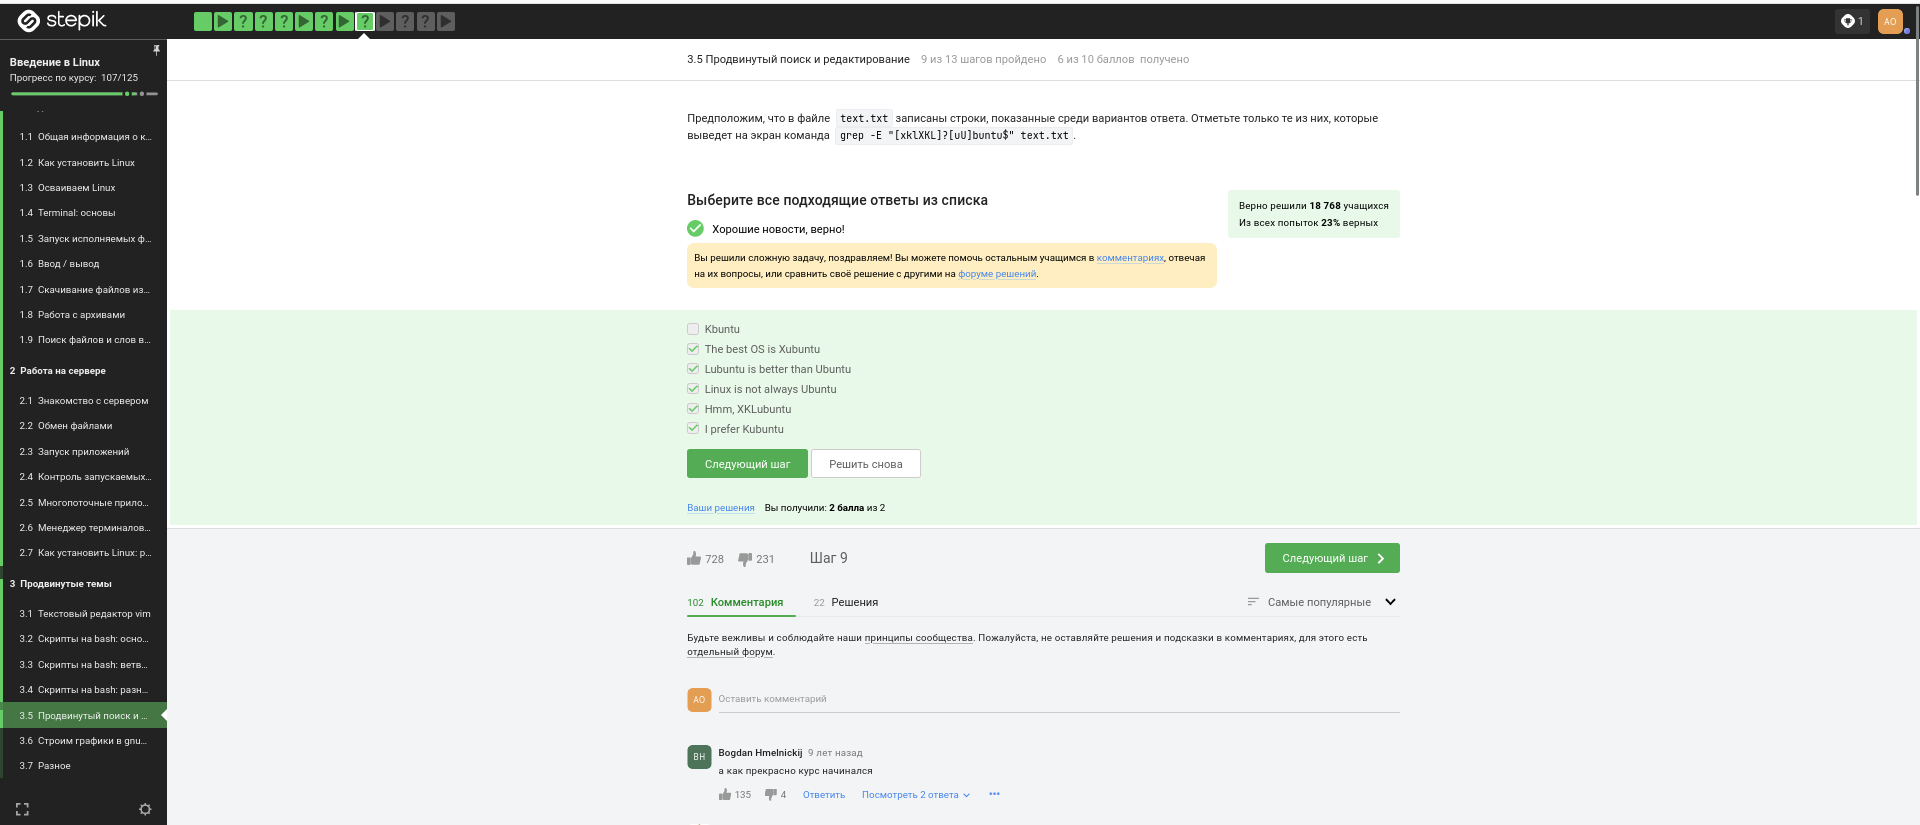 stepik
1
AO
Введение в Linux
Прогресс по курсу: 107/125
1.1 Общая информация о к...
1.2 Как установить Linux
1.3 Осваиваем Linux
1.4 Terminal: основы
1.5 Запуск исполняемых ф...
1.6 Ввод / вывод
1.7 Скачивание файлов из...
1.8 Работа с архивами
1.9 Поиск файлов и слов в...
2 Работа на сервере
2.1 Знакомство с сервером
2.2 Обмен файлами
2.3 Запуск приложений
2.4 Контроль запускаемых...
2.5 Многопоточные прило...
2.6 Менеджер терминалов...
2.7 Как установить Linux: р...
3 Продвинутые темы
3.1 Текстовый редактор vim
3.2 Скрипты на bash: осно...
3.3 Скрипты на bash: ветв...
3.4 Скрипты на bash: разн...
3.5 Продвинутый поиск и ...
3.6 Строим графики в gnu...
3.7 Разное
3.5 Продвинутый поиск и редактирование 9 из 13 шагов пройдено 6 из 10 баллов получено
Предположим, что в файле text.txt записаны строки, показанные среди вариантов ответа. Отметьте только те из них, которые
выведет на экран команда grep -E "[xklXKL]?[uU]buntu$" text.txt .
Выберите все подходящие ответы из списка
Верно решили 18 768 учащихся
Из всех попыток 23% верных
Хорошие новости, верно!
Вы решили сложную задачу, поздравляем! Вы можете помочь остальным учащимся в комментариях, отвечая
на их вопросы, или сравнить своё решение с другими на форуме решений.
Kbuntu
The best OS is Xubuntu
Lubuntu is better than Ubuntu
Linux is not always Ubuntu
Hmm, XKLubuntu
I prefer Kubuntu
Следующий шаг Решить снова
Ваши решения Вы получили: 2 балла из 2
728 231 Шаг 9 Следующий шаг
102 Комментария 22 Решения Самые популярные
Будьте вежливы и соблюдайте наши принципы сообщества. Пожалуйста, не оставляйте решения и подсказки в комментариях, для этого есть
отдельный форум.
AO Оставить комментарий
BH Bogdan Hmelnickij 9 лет назад
а как прекрасно курс начинался
135 4 Ответить Посмотреть 2 ответа ...